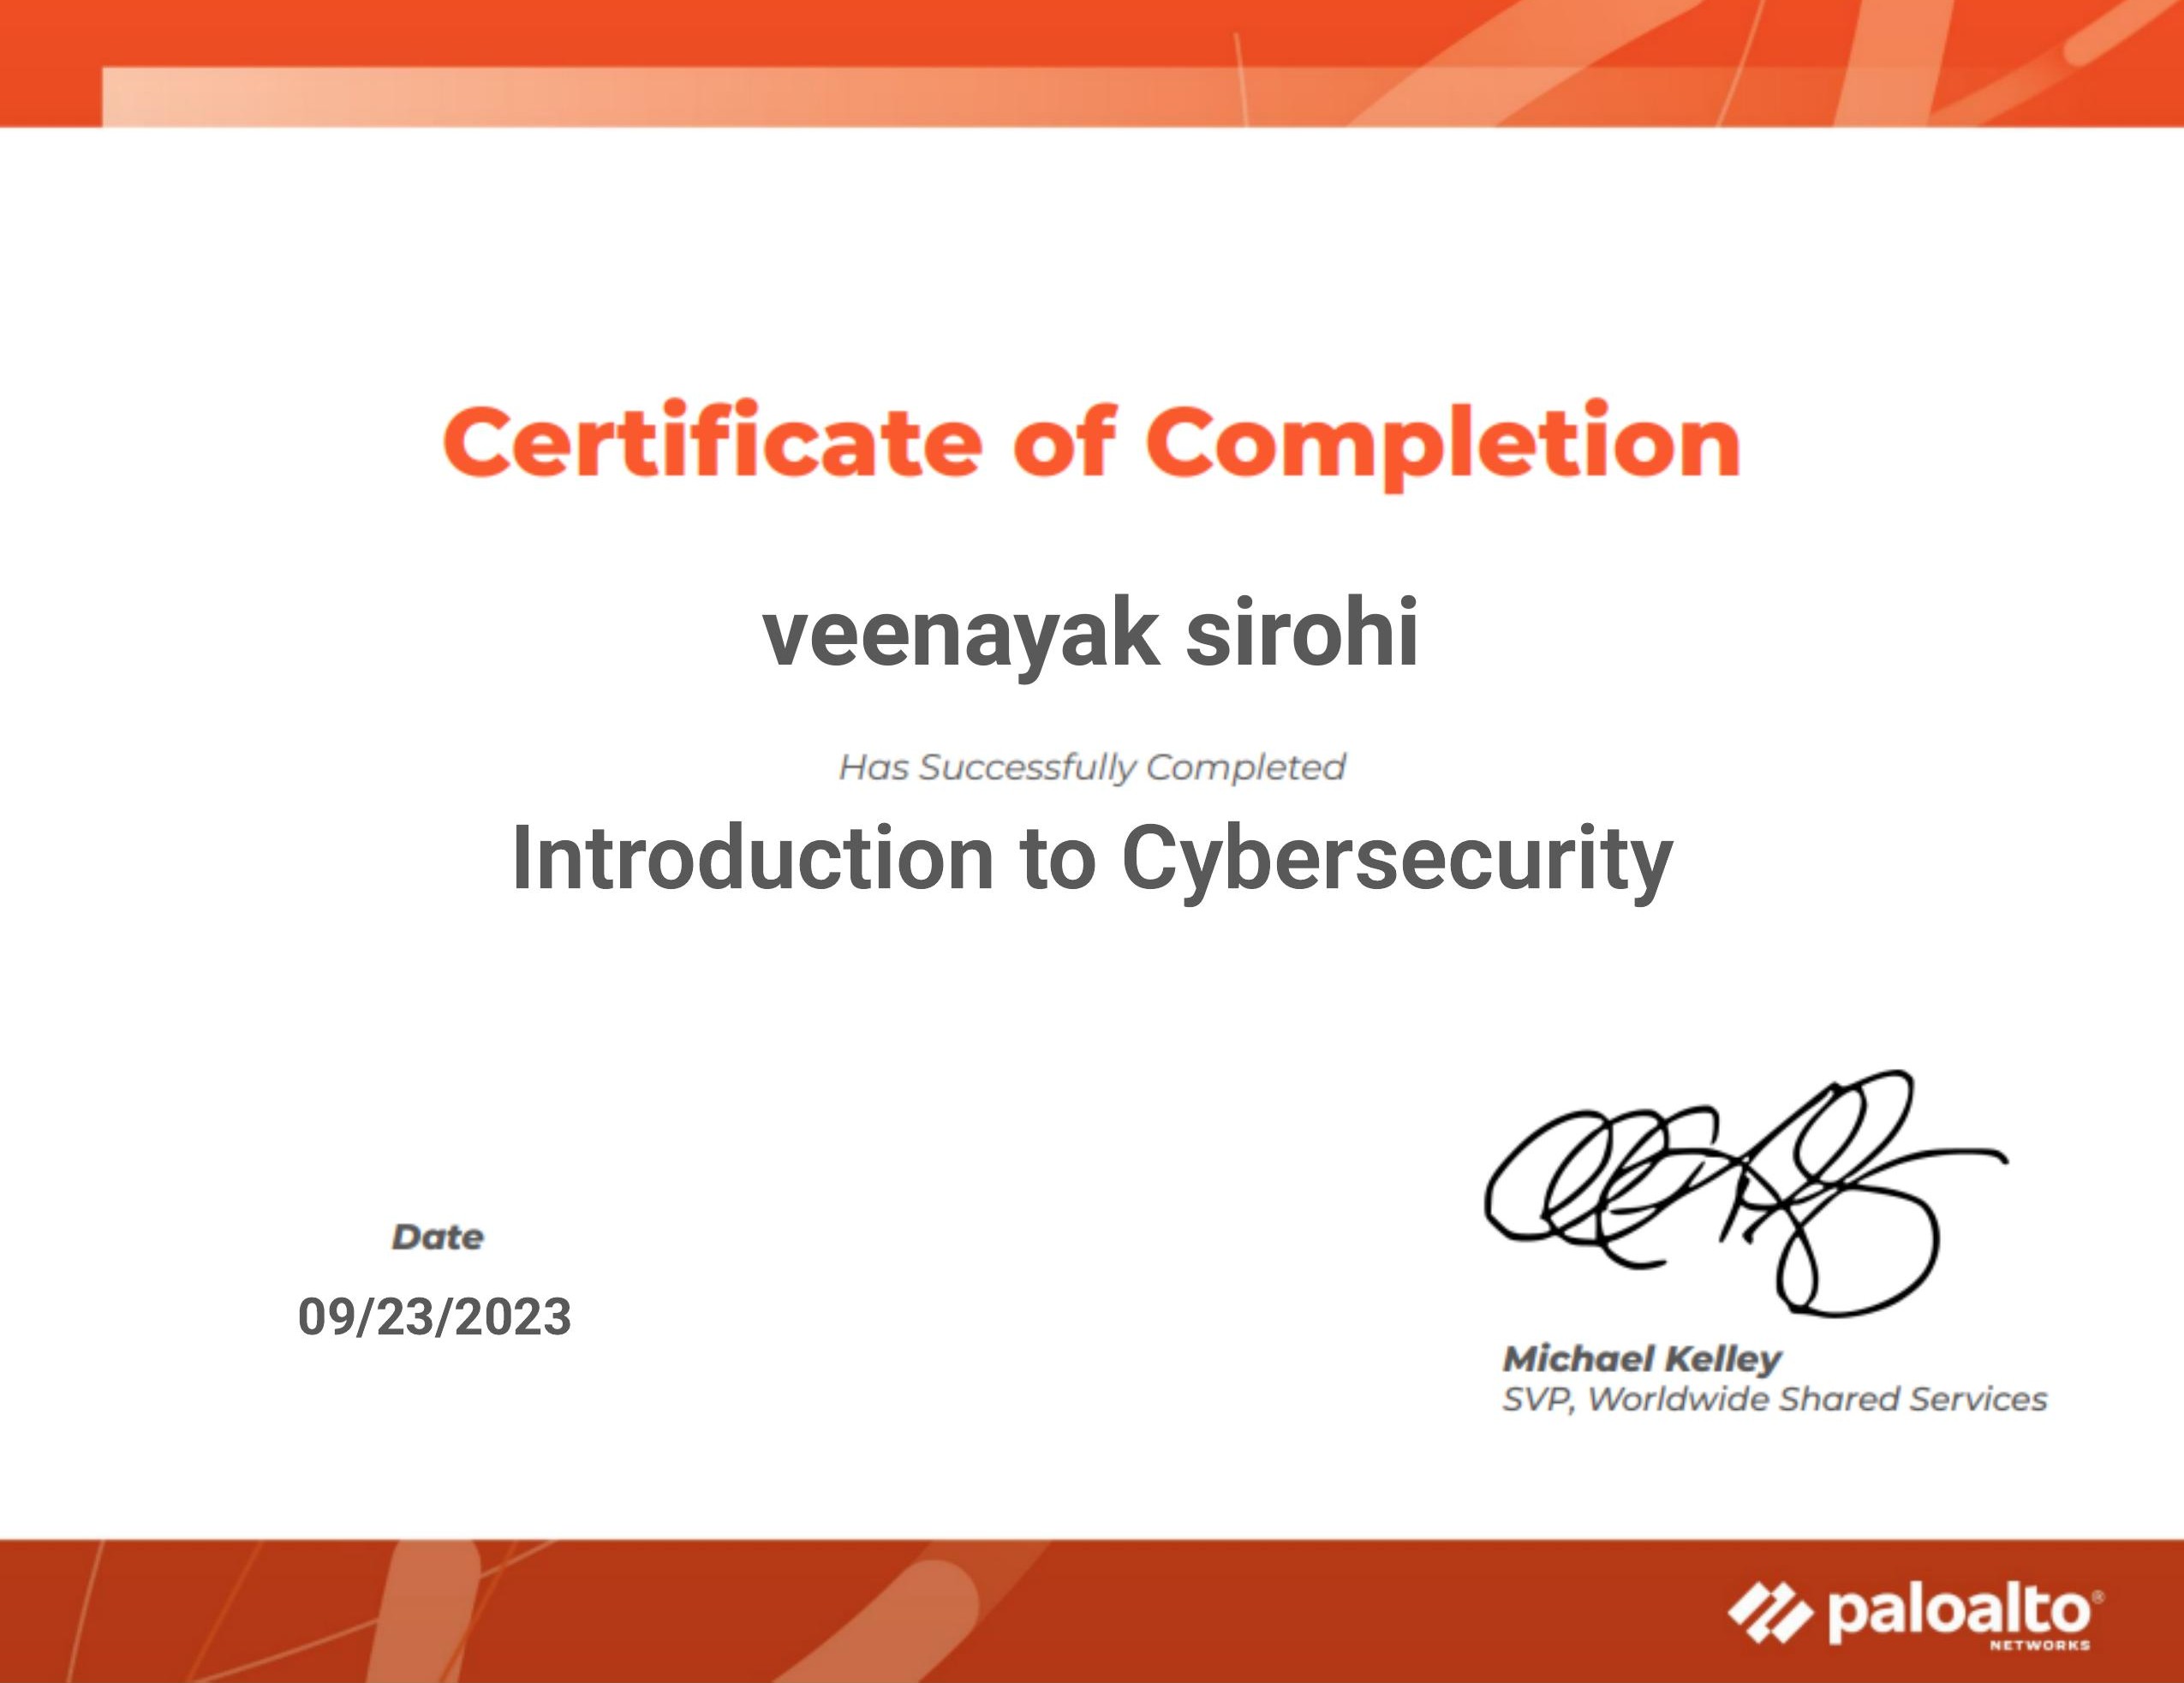 Certificate of Completion
veenayak sirohi
Has Successfully Completed
Introduction to Cybersecurity
Date
09/23/2023
Michael Kelley
SVP, Worldwide Shared Services
paloalto®
NETWORKS